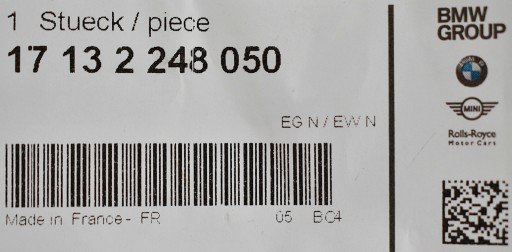 1 Stueck / piece
17 13 2 248 050
EG N / EW N
Made in France - FR 05 BC4
BMW
GROUP
MINI
Rolls-Royce
Motor Cars